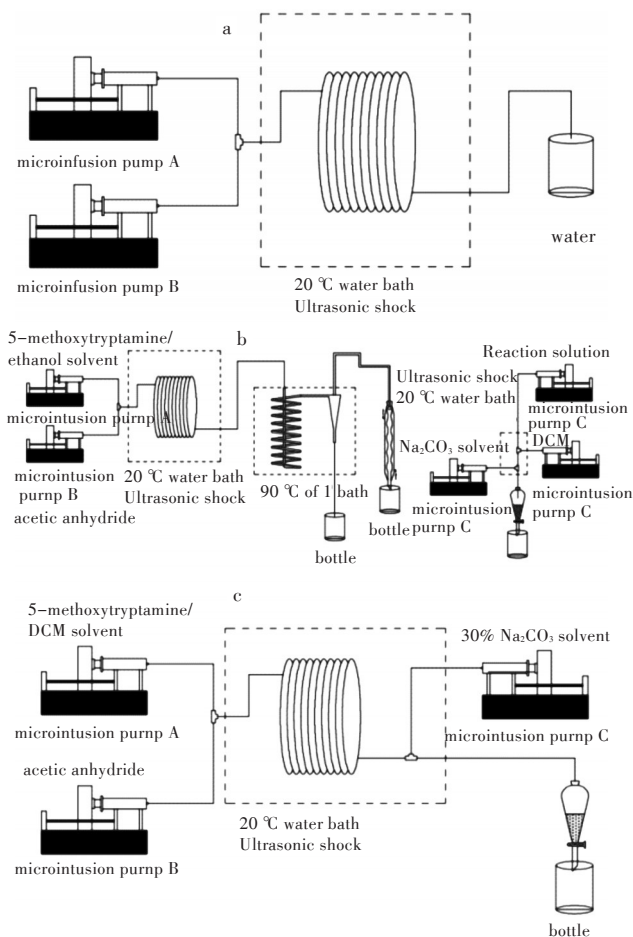 a
microinfusion pump A
microinfusion pump B
20 ℃ water bath
Ultrasonic shock
water
b
5-methoxytryptamine/
ethanol solvent
microintusion purnp A
microintusion
purnp B
acetic anhydride
20 ℃ water bath
Ultrasonic shock
90 ℃ of 1 bath
bottle
bottle
Reaction solution
Ultrasonic shock
20 ℃ water bath
microintusion
purnp C
Na₂CO₃ solvent
DCM
microintusion
purnp C
microintusion
purnp C
c
5-methoxytryptamine/
DCM solvent
microintusion purnp A
acetic anhydride
microintusion purnp B
20 ℃ water bath
Ultrasonic shock
30% Na₂CO₃ solvent
microintusion purnp C
bottle